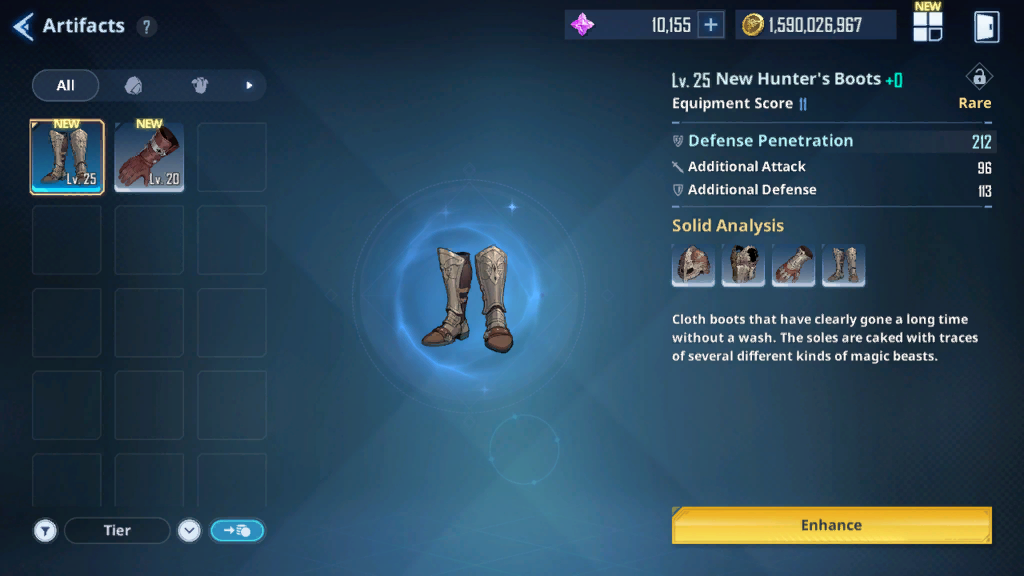 Artifacts ?
10,155 +
1,590,026,967
NEW
All
NEW
Lv. 25
NEW
Lv. 20
Lv. 25 New Hunter's Boots +0
Equipment Score 11
Rare
Defense Penetration 212
Additional Attack 96
Additional Defense 113
Solid Analysis
Cloth boots that have clearly gone a long time
without a wash. The soles are caked with traces
of several different kinds of magic beasts.
Tier
Enhance